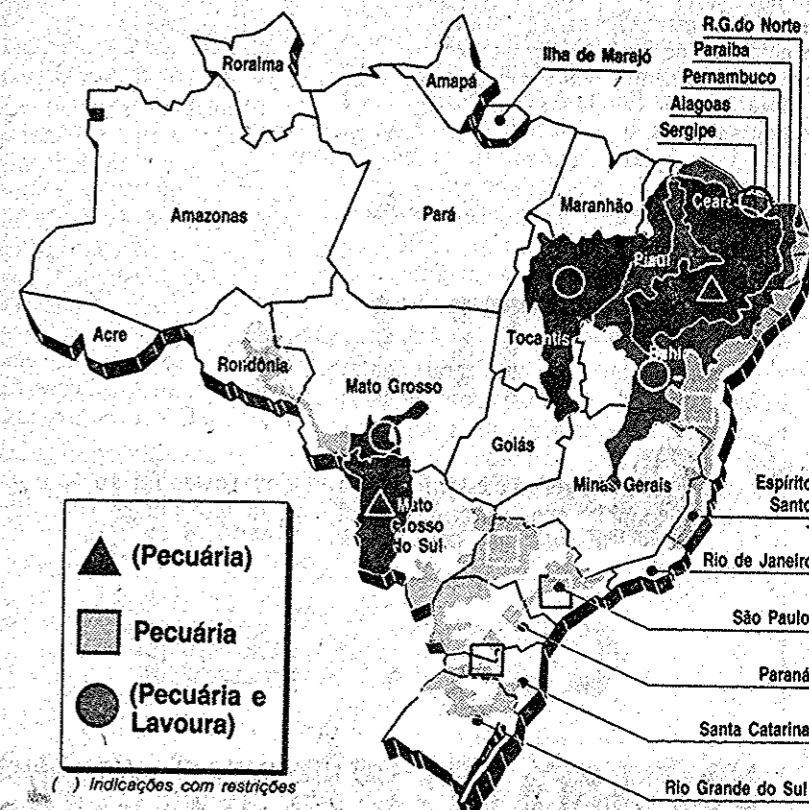 R.G.do Norte
Paraiba
Pernambuco
Alagoas
Sergipe
Ilha de Marajó
Roraima
Amapá
Amazonas
Pará
Maranhão
Ceará
Piauí
Acre
Rondônia
Tocantis
Bahi
Mato Grosso
Goiás
Minas Gerais
Mato
Grosso
do Sul
Espírito
Santo
Rio de Janeiro
São Paulo
Paraná
Santa Catarina
Rio Grande do Sul
(Pecuária)
Pecuária
(Pecuária e
Lavoura)
( ) Indicações com restrições